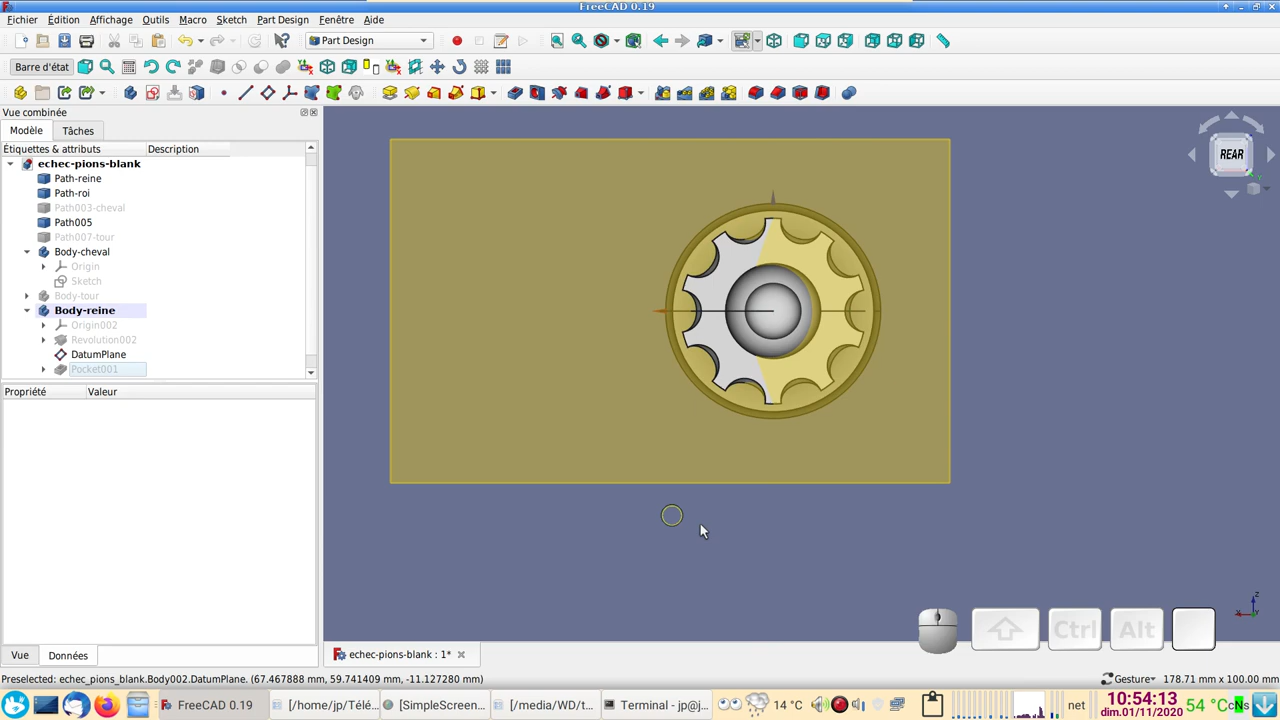 FreeCAD 0.19
Fichier Édition Affichage Outils Macro Sketch Part Design Fenêtre Aide
Part Design
Barre d'état
Vue combinée
Modèle Tâches
Étiquettes & attributs Description
echec-pions-blank
Path-reine
Path-roi
Path003-cheval
Path005
Path007-tour
Body-cheval
Origin
Sketch
Body-tour
Body-reine
Origin002
Revolution002
DatumPlane
Pocket001
Propriété Valeur
REAR
Ctrl Alt
Vue Données
echec-pions-blank : 1*
Preselected: echec_pions_blank.Body002.DatumPlane. (67.467888 mm, 59.741409 mm, -11.127280 mm)
Gesture 178.71 mm x 100.00 mm
FreeCAD 0.19
[/home/jp/Télé...
[SImpleScreen...
[/media/WD/t...
Terminal - jp@j...
14 °C
net
10:54:13
dim.01/11/2020
54 °C